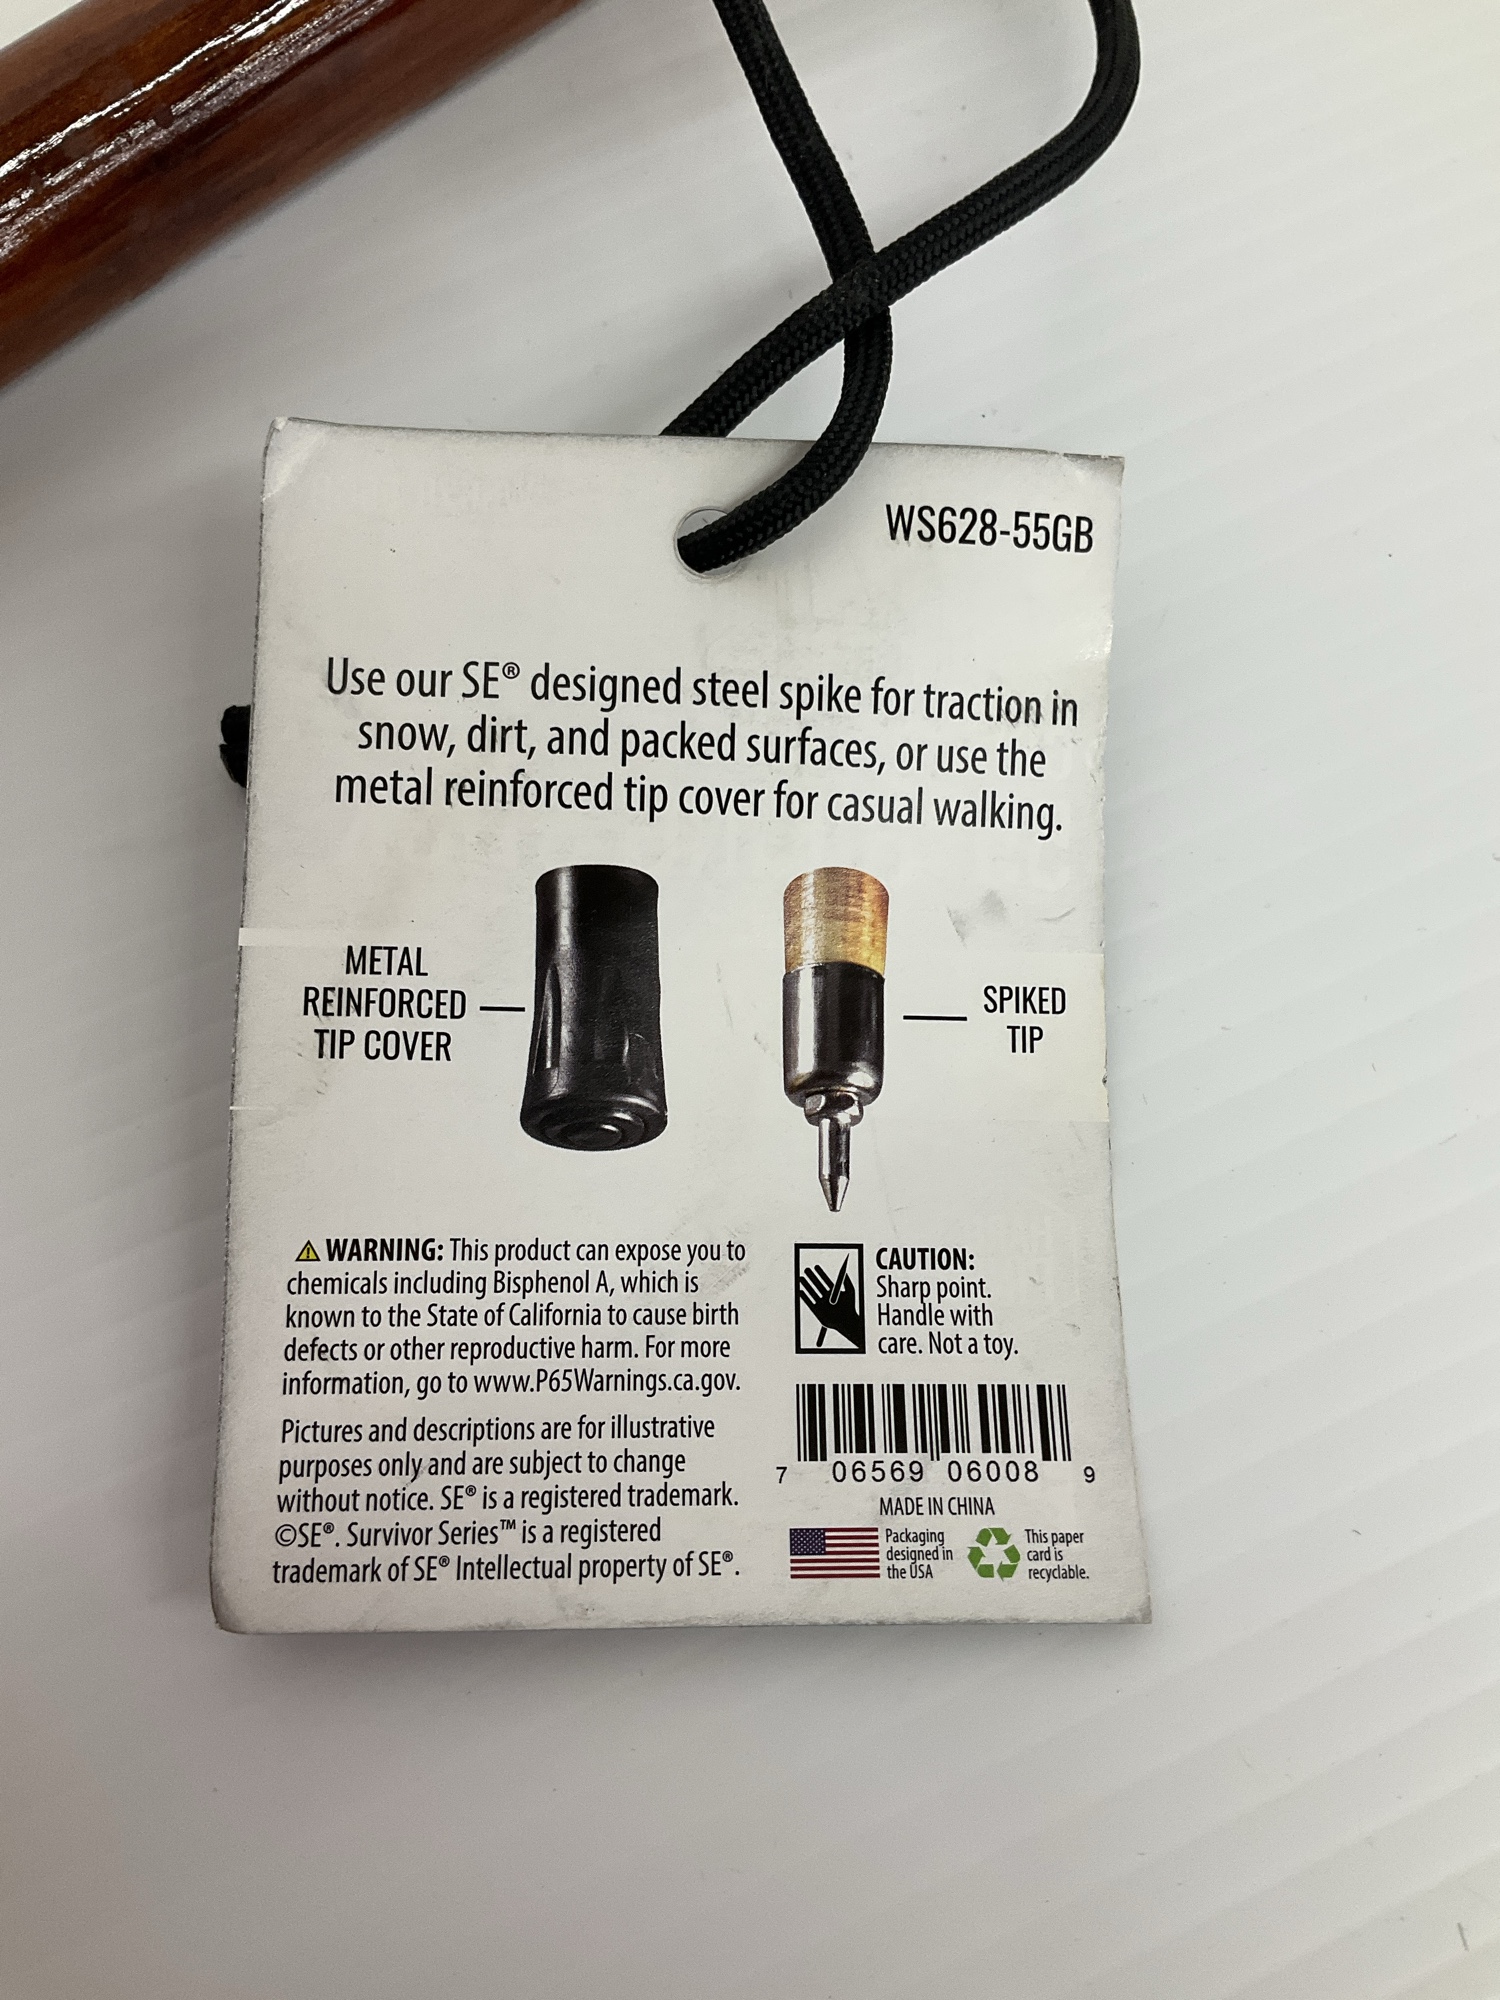 WS628-55GB
Use our SE® designed steel spike for traction in
snow, dirt, and packed surfaces, or use the
metal reinforced tip cover for casual walking.
METAL
REINFORCED
TIP COVER
SPIKED
TIP
⚠ WARNING: This product can expose you to
chemicals including Bisphenol A, which is
known to the State of California to cause birth
defects or other reproductive harm. For more
information, go to www.P65Warnings.ca.gov.
Pictures and descriptions are for illustrative
purposes only and are subject to change
without notice. SE® is a registered trademark.
©SE®. Survivor Series™ is a registered
trademark of SE® Intellectual property of SE®.
CAUTION:
Sharp point.
Handle with
care. Not a toy.
7 06569 06008 9
MADE IN CHINA
Packaging
designed in
the USA
This paper
card is
recyclable.